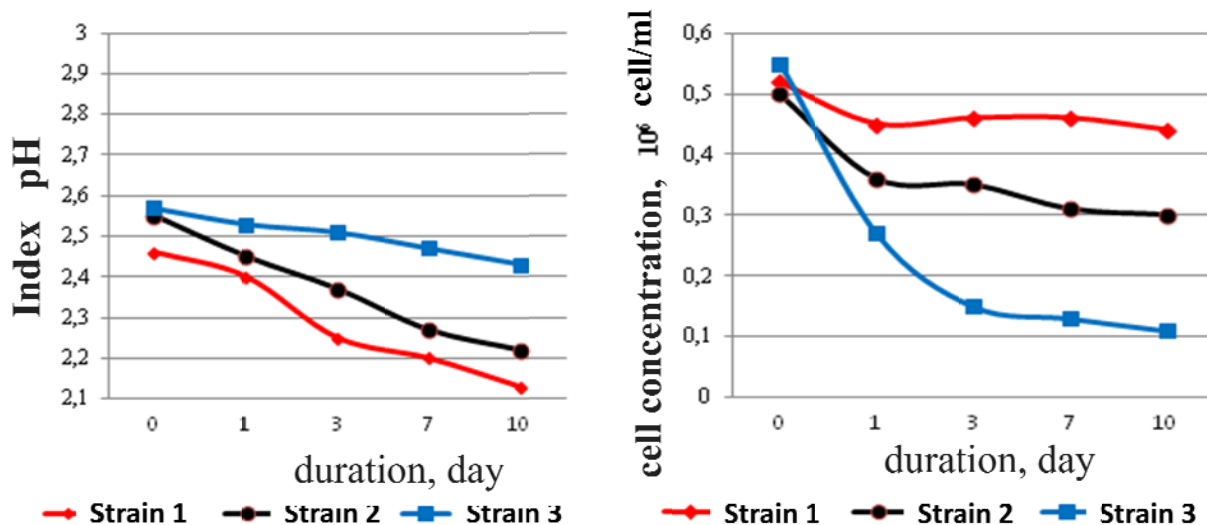 Index pH
3
2,9
2,8
2,7
2,6
2,5
2,4
2,3
2,2
2,1
0 1 3 7 10
duration, day
Strain 1 Strain 2 Strain 3
cell concentration, 10⁶ cell/ml
0,6
0,5
0,4
0,3
0,2
0,1
0
0 1 3 7 10
duration, day
Strain 1 Strain 2 Strain 3